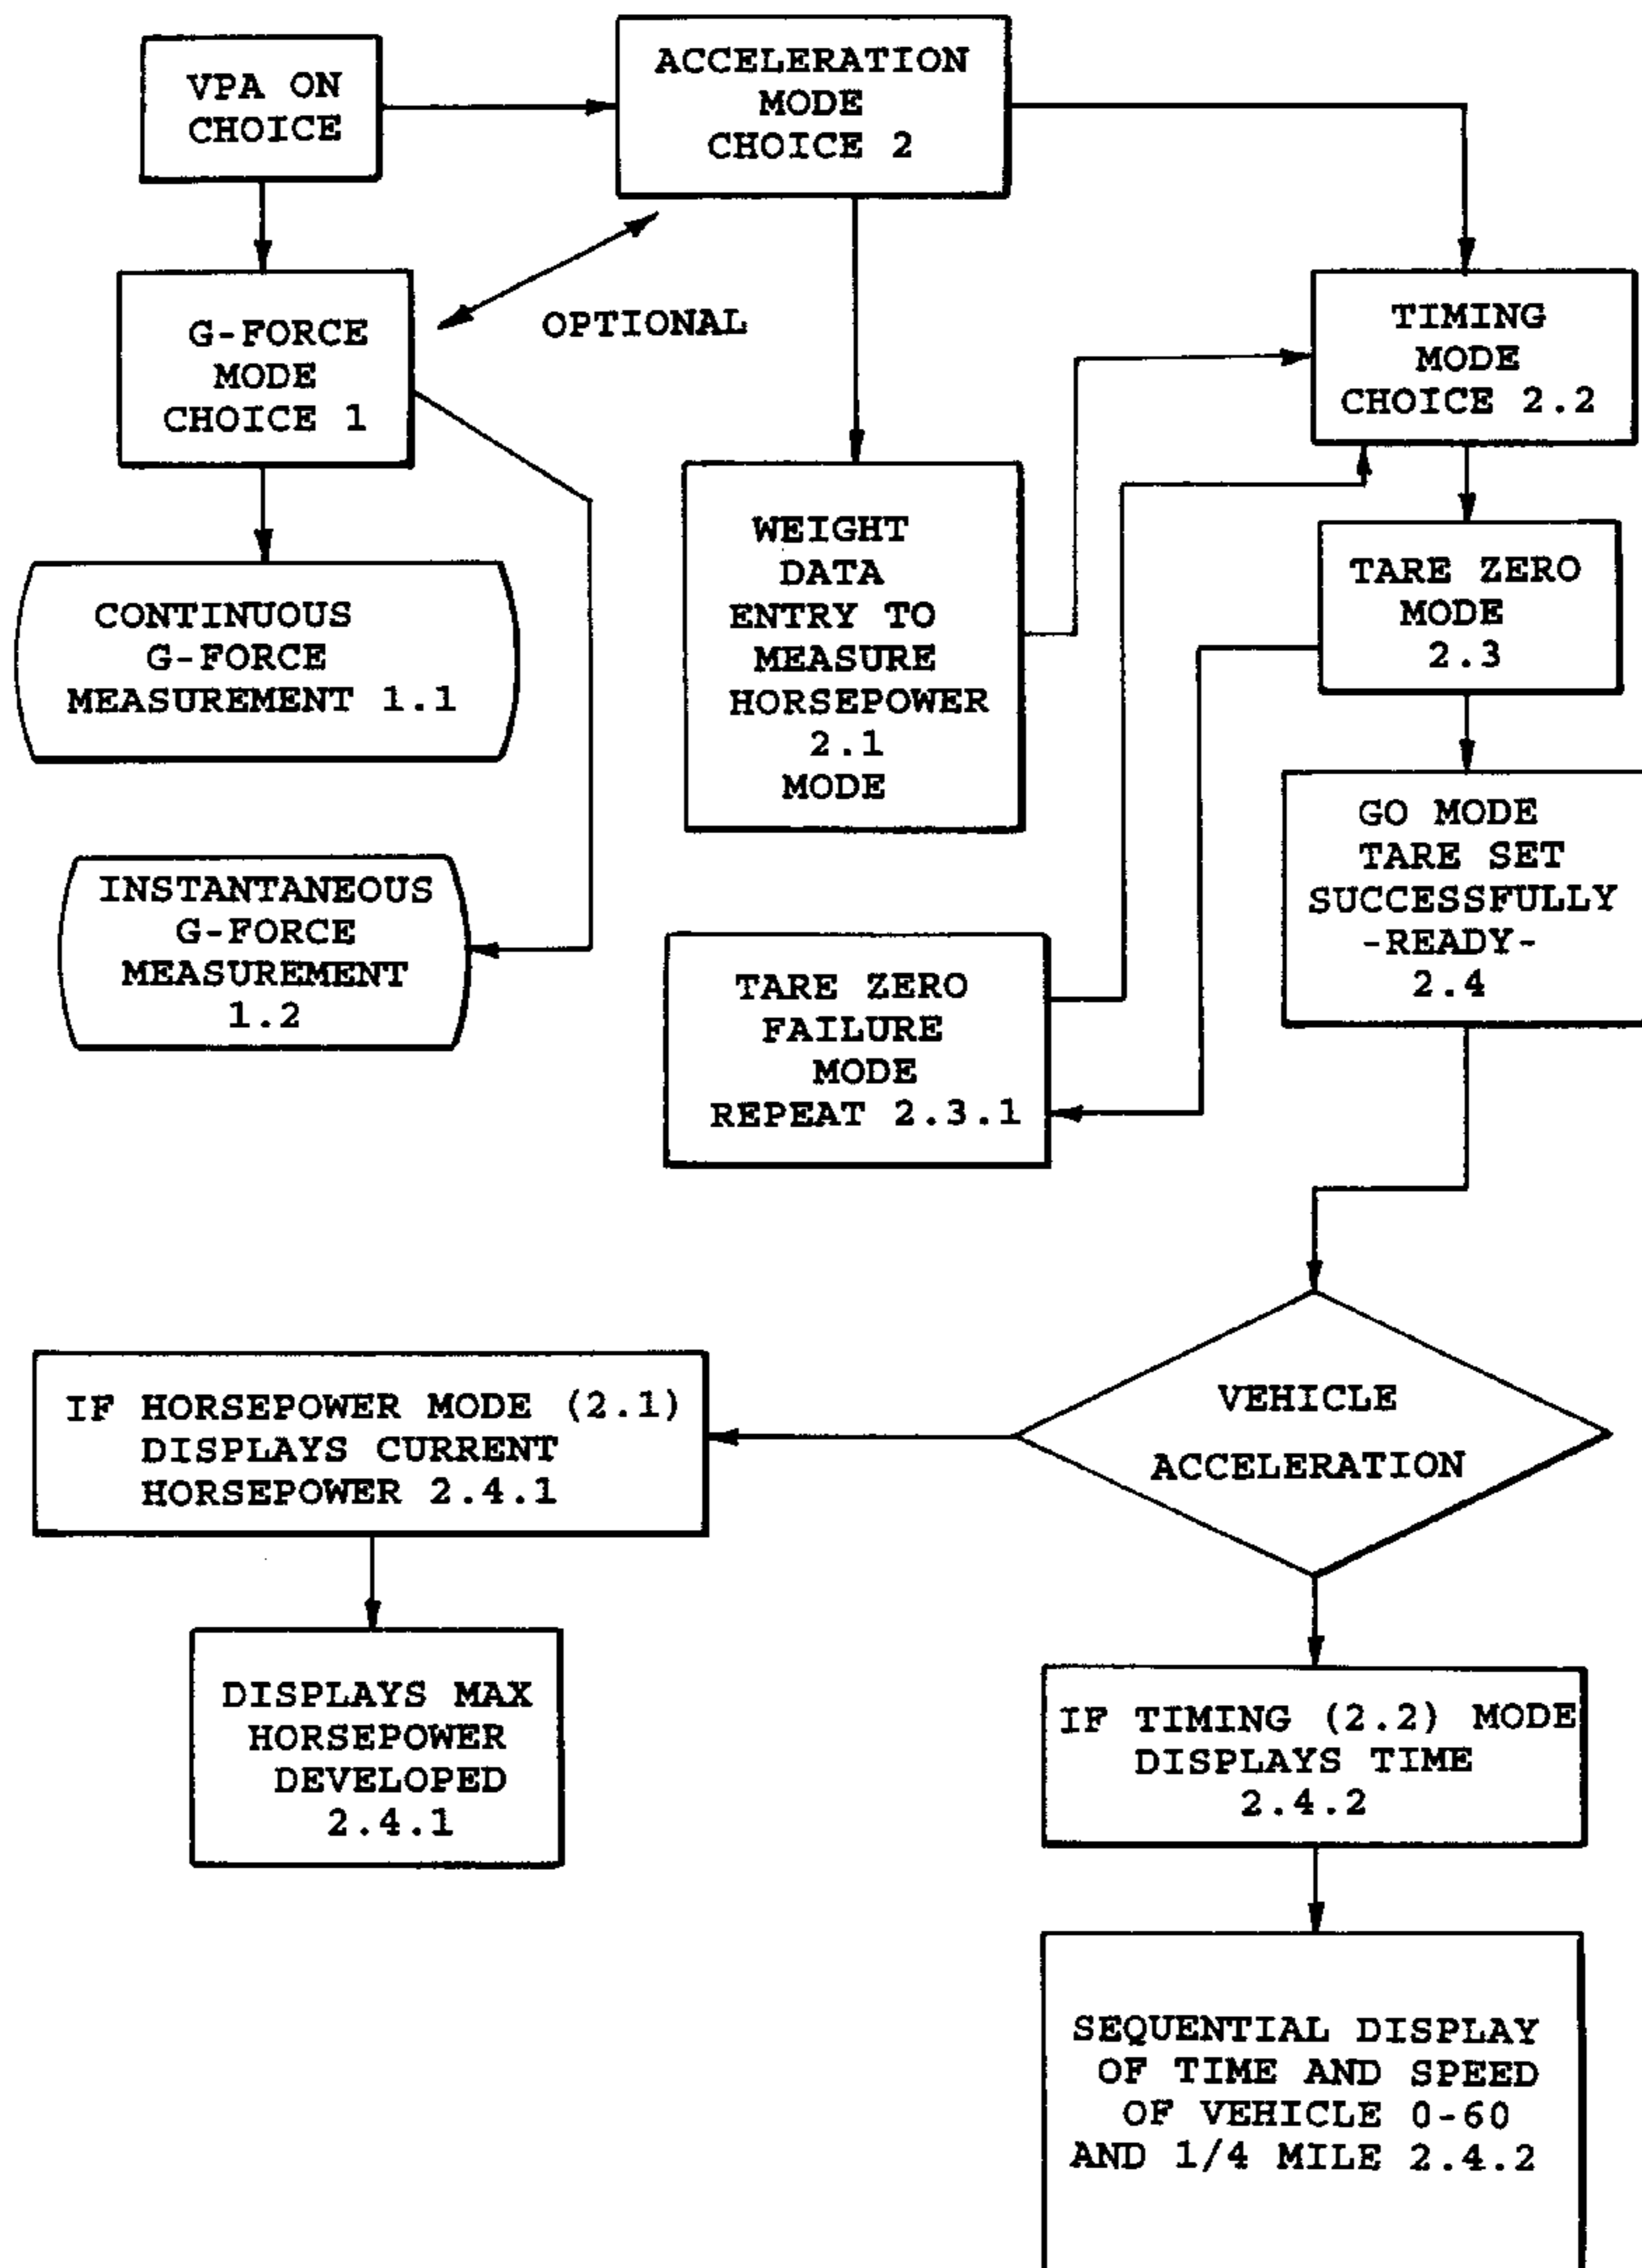 VPA ON
CHOICE
ACCELERATION
MODE
CHOICE 2
G-FORCE
MODE
CHOICE 1
OPTIONAL
TIMING
MODE
CHOICE 2.2
CONTINUOUS
G-FORCE
MEASUREMENT 1.1
WEIGHT
DATA
ENTRY TO
MEASURE
HORSEPOWER
2.1
MODE
TARE ZERO
MODE
2.3
INSTANTANEOUS
G-FORCE
MEASUREMENT
1.2
TARE ZERO
FAILURE
MODE
REPEAT 2.3.1
GO MODE
TARE SET
SUCCESSFULLY
-READY-
2.4
VEHICLE
ACCELERATION
IF HORSEPOWER MODE (2.1)
DISPLAYS CURRENT
HORSEPOWER 2.4.1
DISPLAYS MAX
HORSEPOWER
DEVELOPED
2.4.1
IF TIMING (2.2) MODE
DISPLAYS TIME
2.4.2
SEQUENTIAL DISPLAY
OF TIME AND SPEED
OF VEHICLE 0-60
AND 1/4 MILE 2.4.2